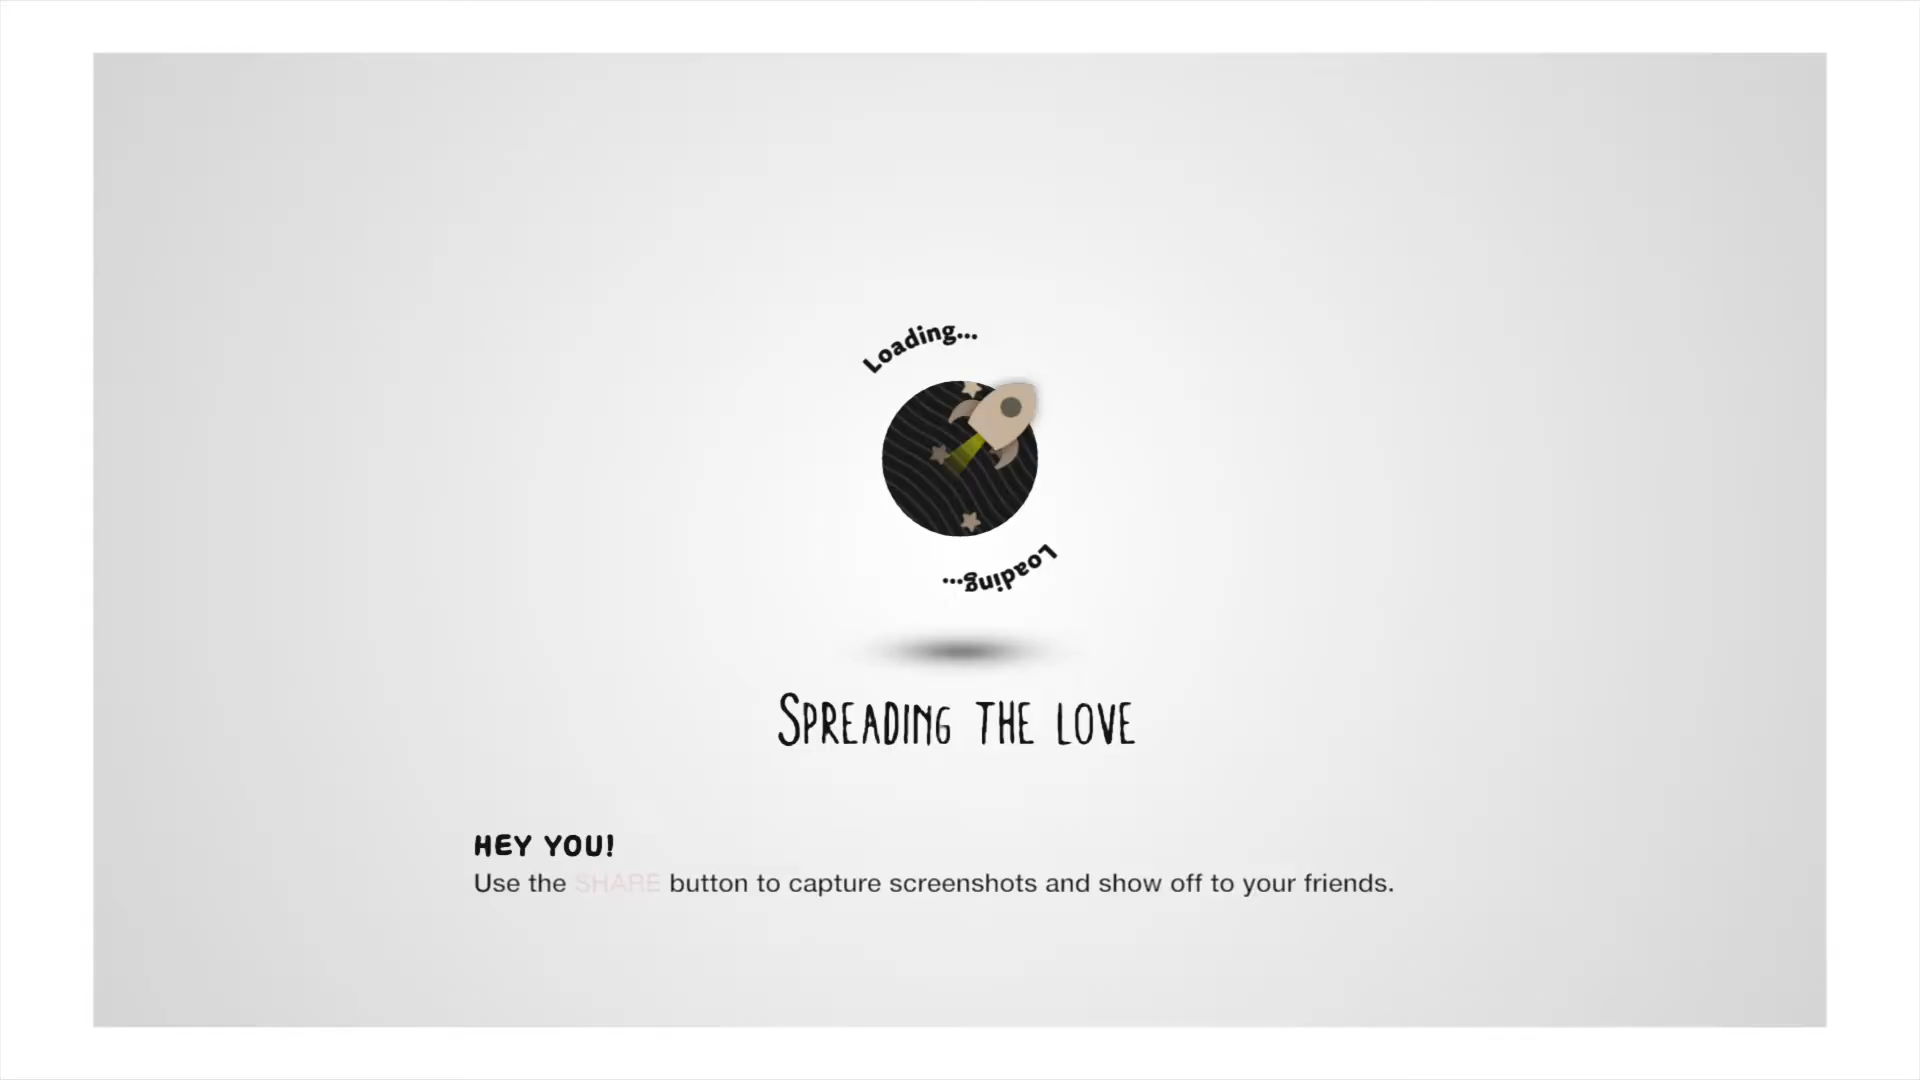 Loading...
Loading...
SPREADING THE LOVE
HEY YOU!
Use the SHARE button to capture screenshots and show off to your friends.